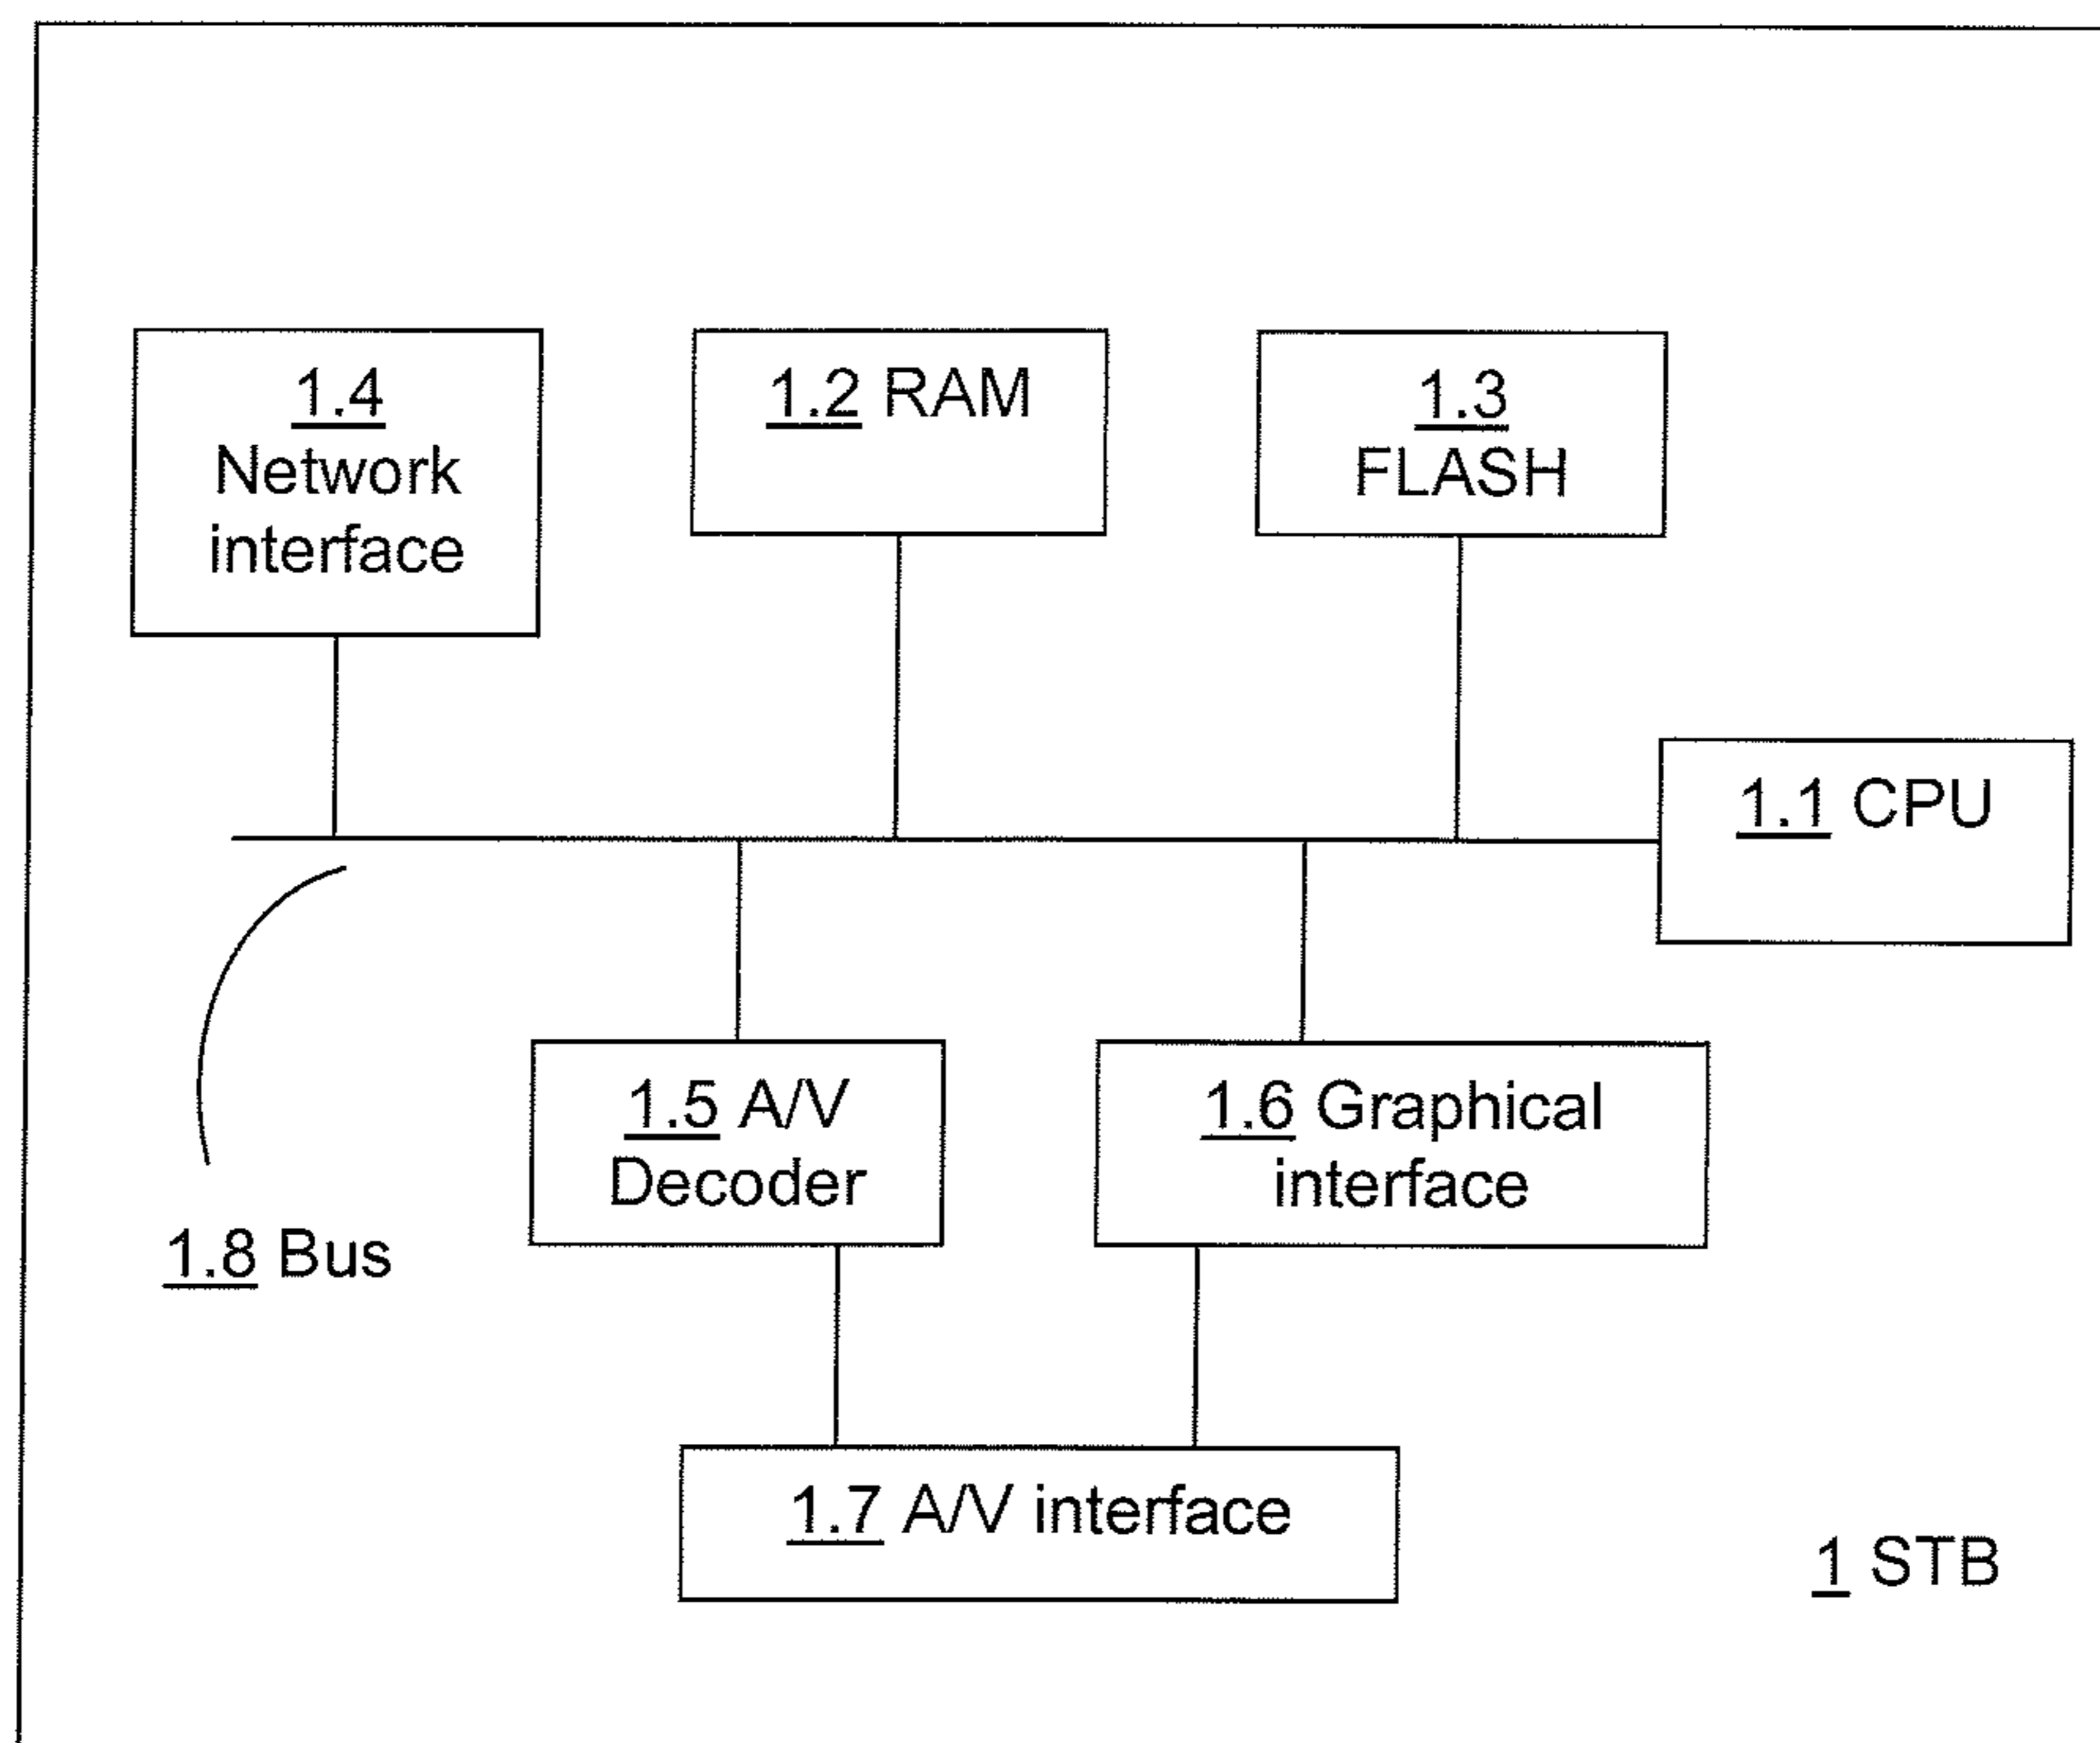 1.4
Network
interface
1.2 RAM
1.3
FLASH
1.1 CPU
1.5 A/V
Decoder
1.6 Graphical
interface
1.8 Bus
1.7 A/V interface
1 STB